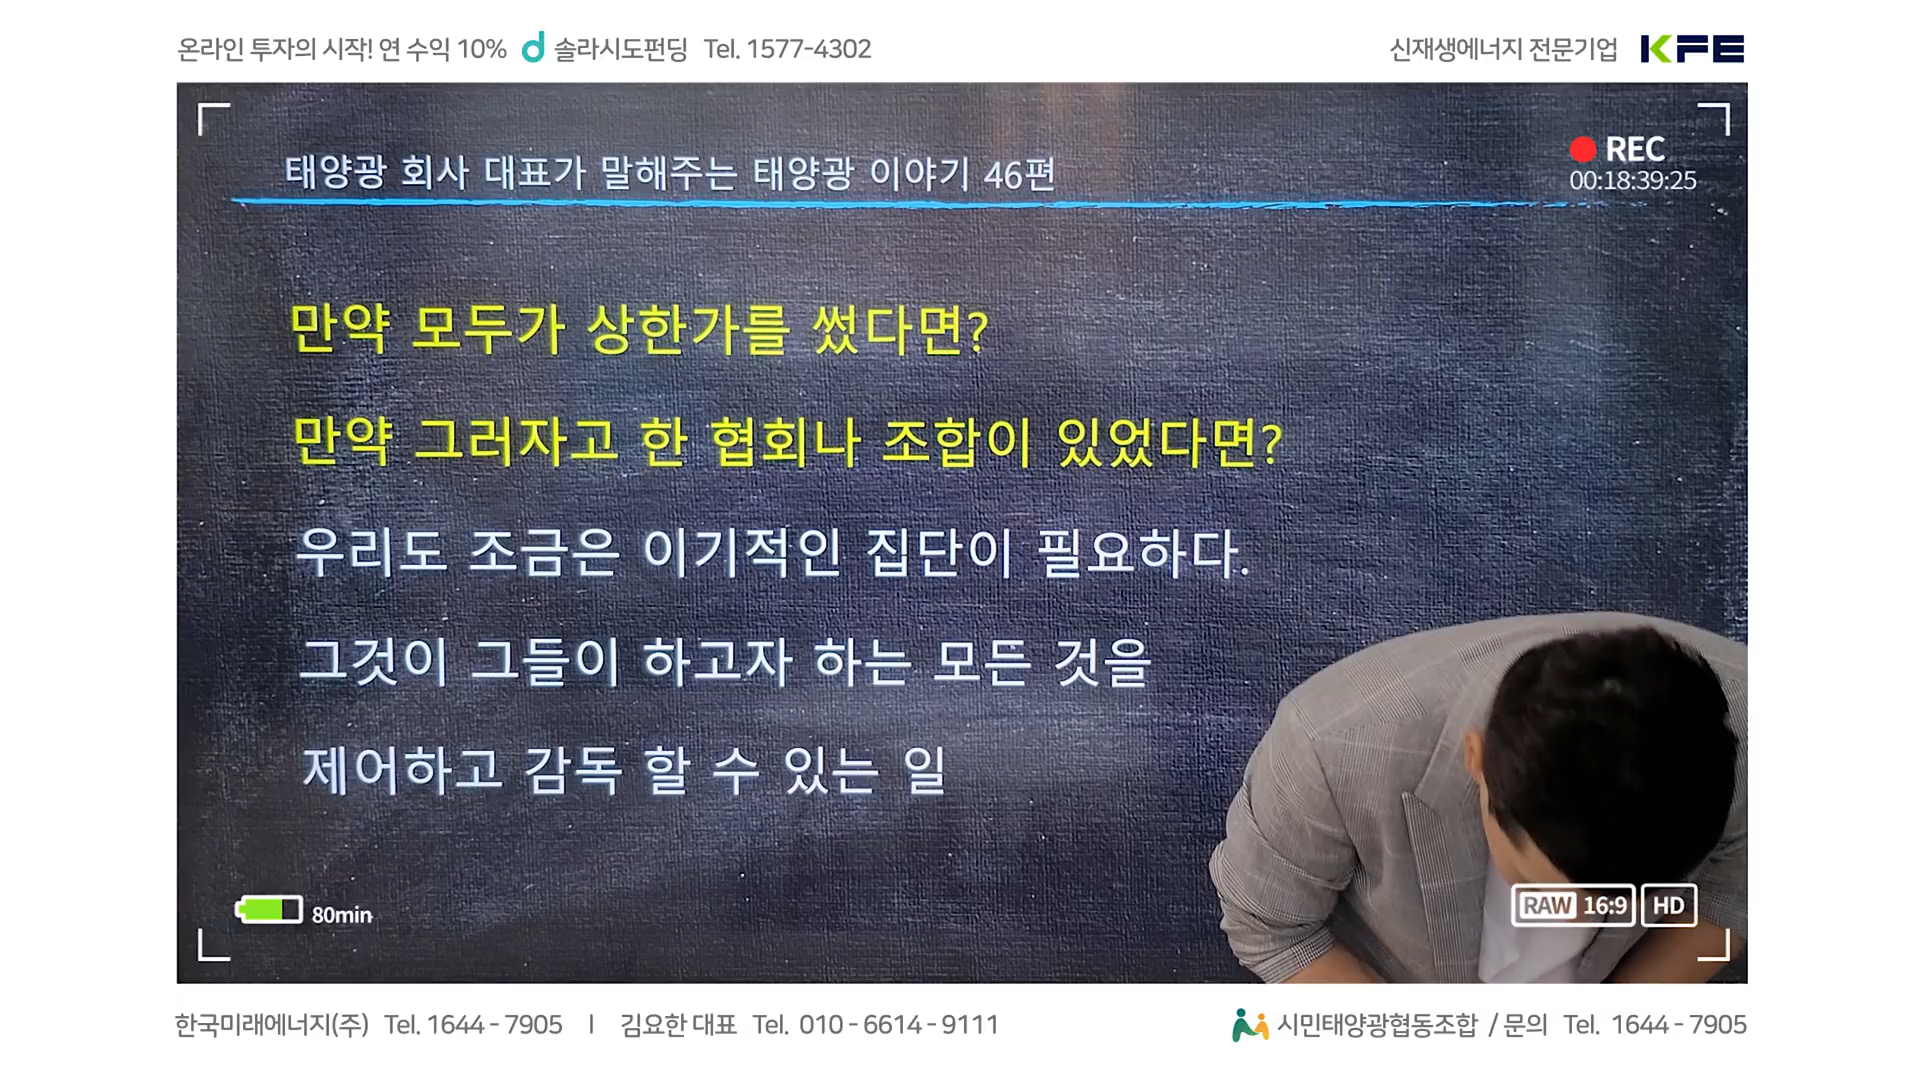 온라인 투자의 시작! 연 수익 10% 솔라시도펀딩 Tel. 1577-4302
신재생에너지 전문기업 KFE
REC
00:18:39:25
태양광 회사 대표가 말해주는 태양광 이야기 46편
만약 모두가 상한가를 썼다면?
만약 그러자고 한 협회나 조합이 있었다면?
우리도 조금은 이기적인 집단이 필요하다.
그것이 그들이 하고자 하는 모든 것을
제어하고 감독 할 수 있는 일
80min
RAW 16:9 HD
한국미래에너지(주) Tel. 1644 - 7905 l 김요한 대표 Tel. 010 - 6614 - 9111
시민태양광협동조합 / 문의 Tel. 1644 - 7905